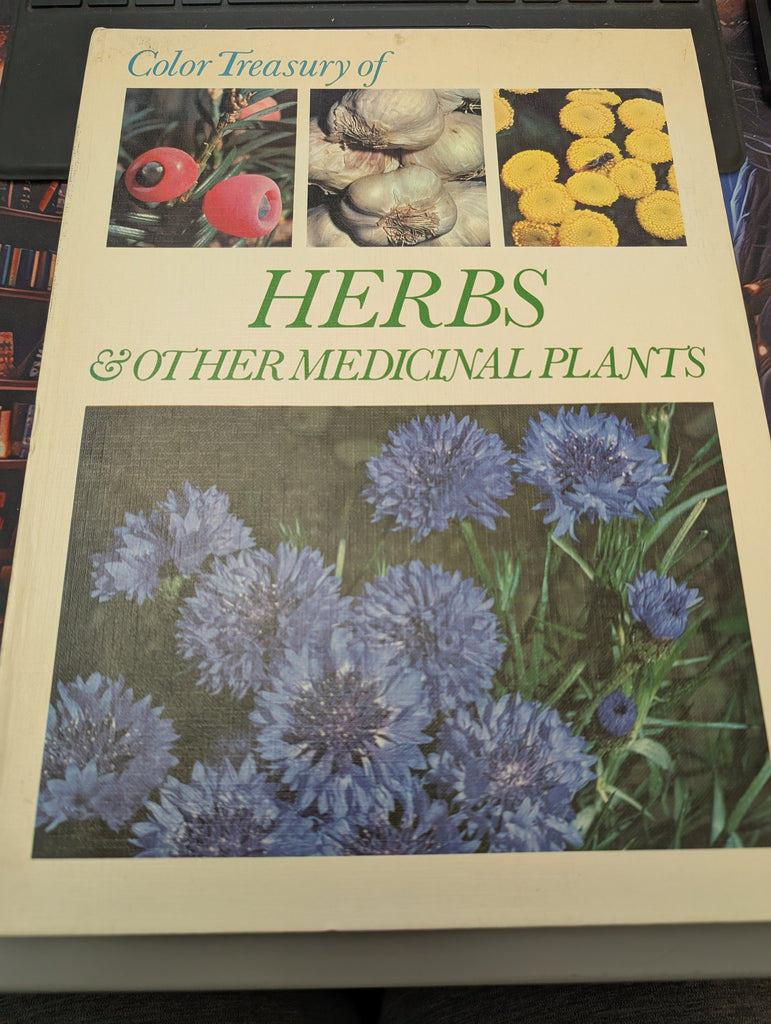 Color Treasury of
HERBS
& OTHER MEDICINAL PLANTS